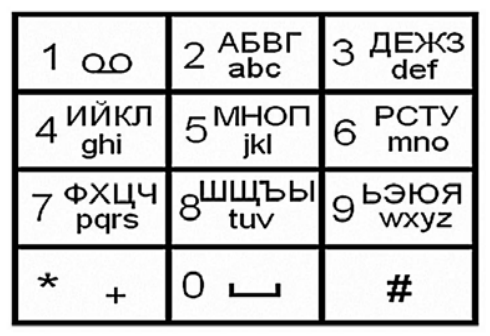 1
2 АБВГ
abc
3 ДЕЖЗ
def
4 ИЙКЛ
ghi
5 МНОП
jkl
6 РСТУ
mno
7 ФХЦЧ
pqrs
8 ШЩЪЫ
tuv
9 ЬЭЮЯ
wxyz
* +
0
#